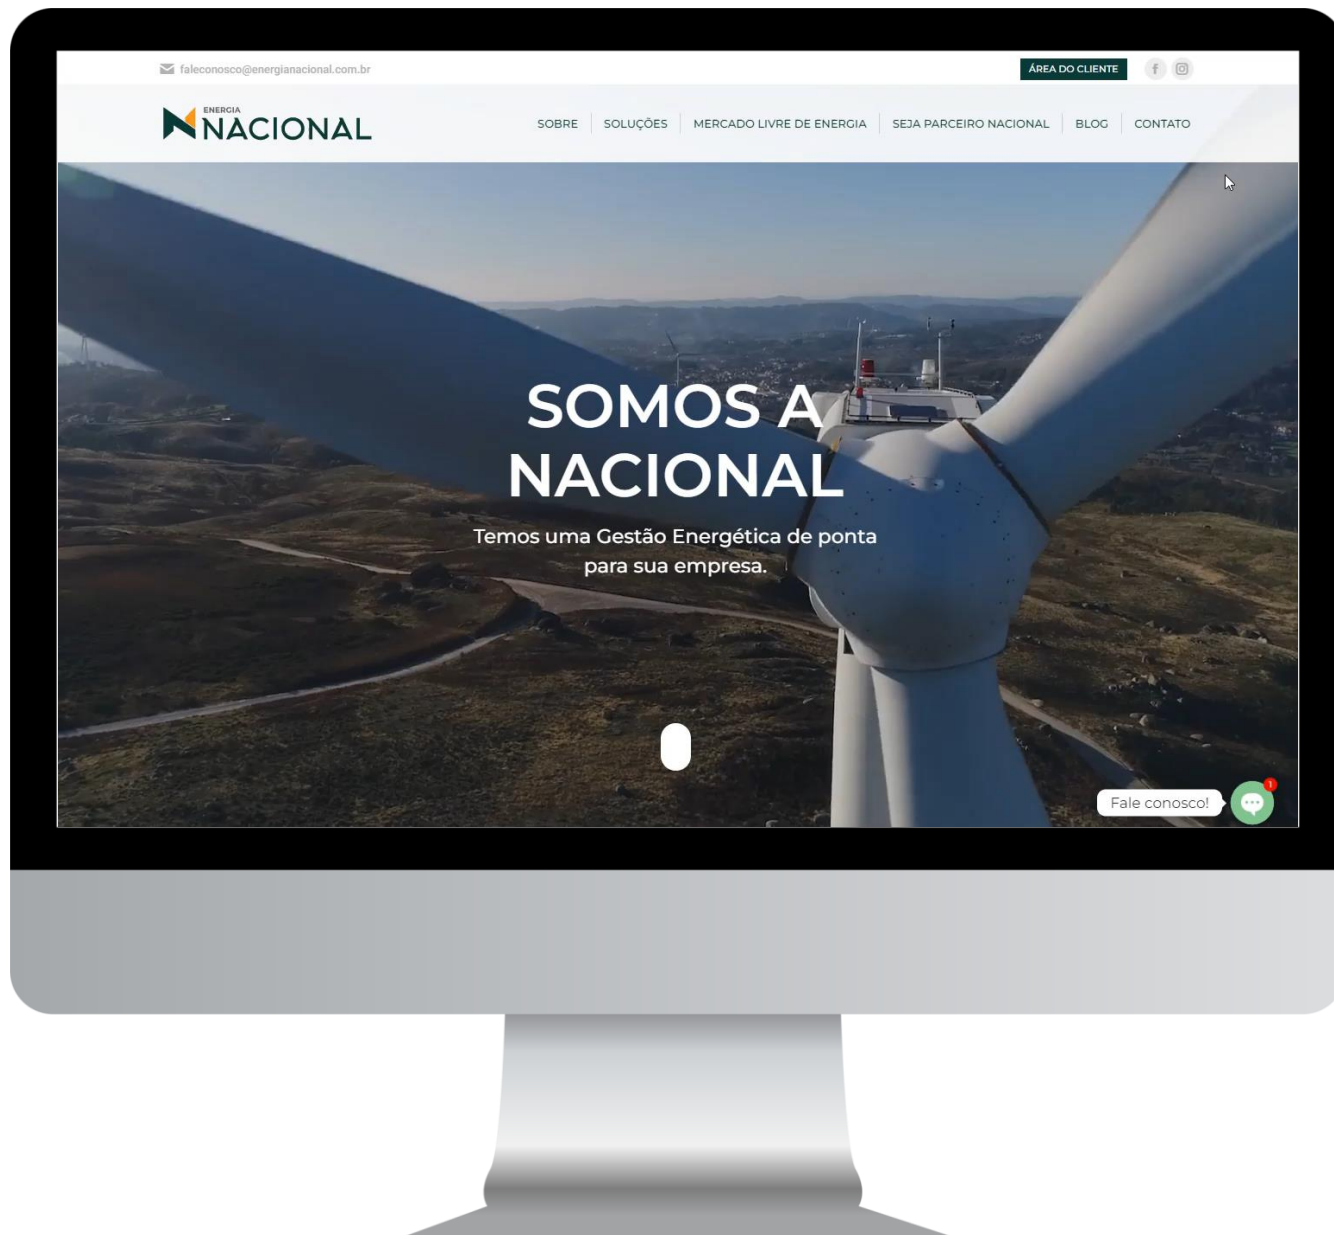 faleconosco@energianacional.com.br
ÁREA DO CLIENTE
ENERGIA
NACIONAL
SOBRE
SOLUÇÕES
MERCADO LIVRE DE ENERGIA
SEJA PARCEIRO NACIONAL
BLOG
CONTATO
SOMOS A
NACIONAL
Temos uma Gestão Energética de ponta
para sua empresa.
Fale conosco!
1